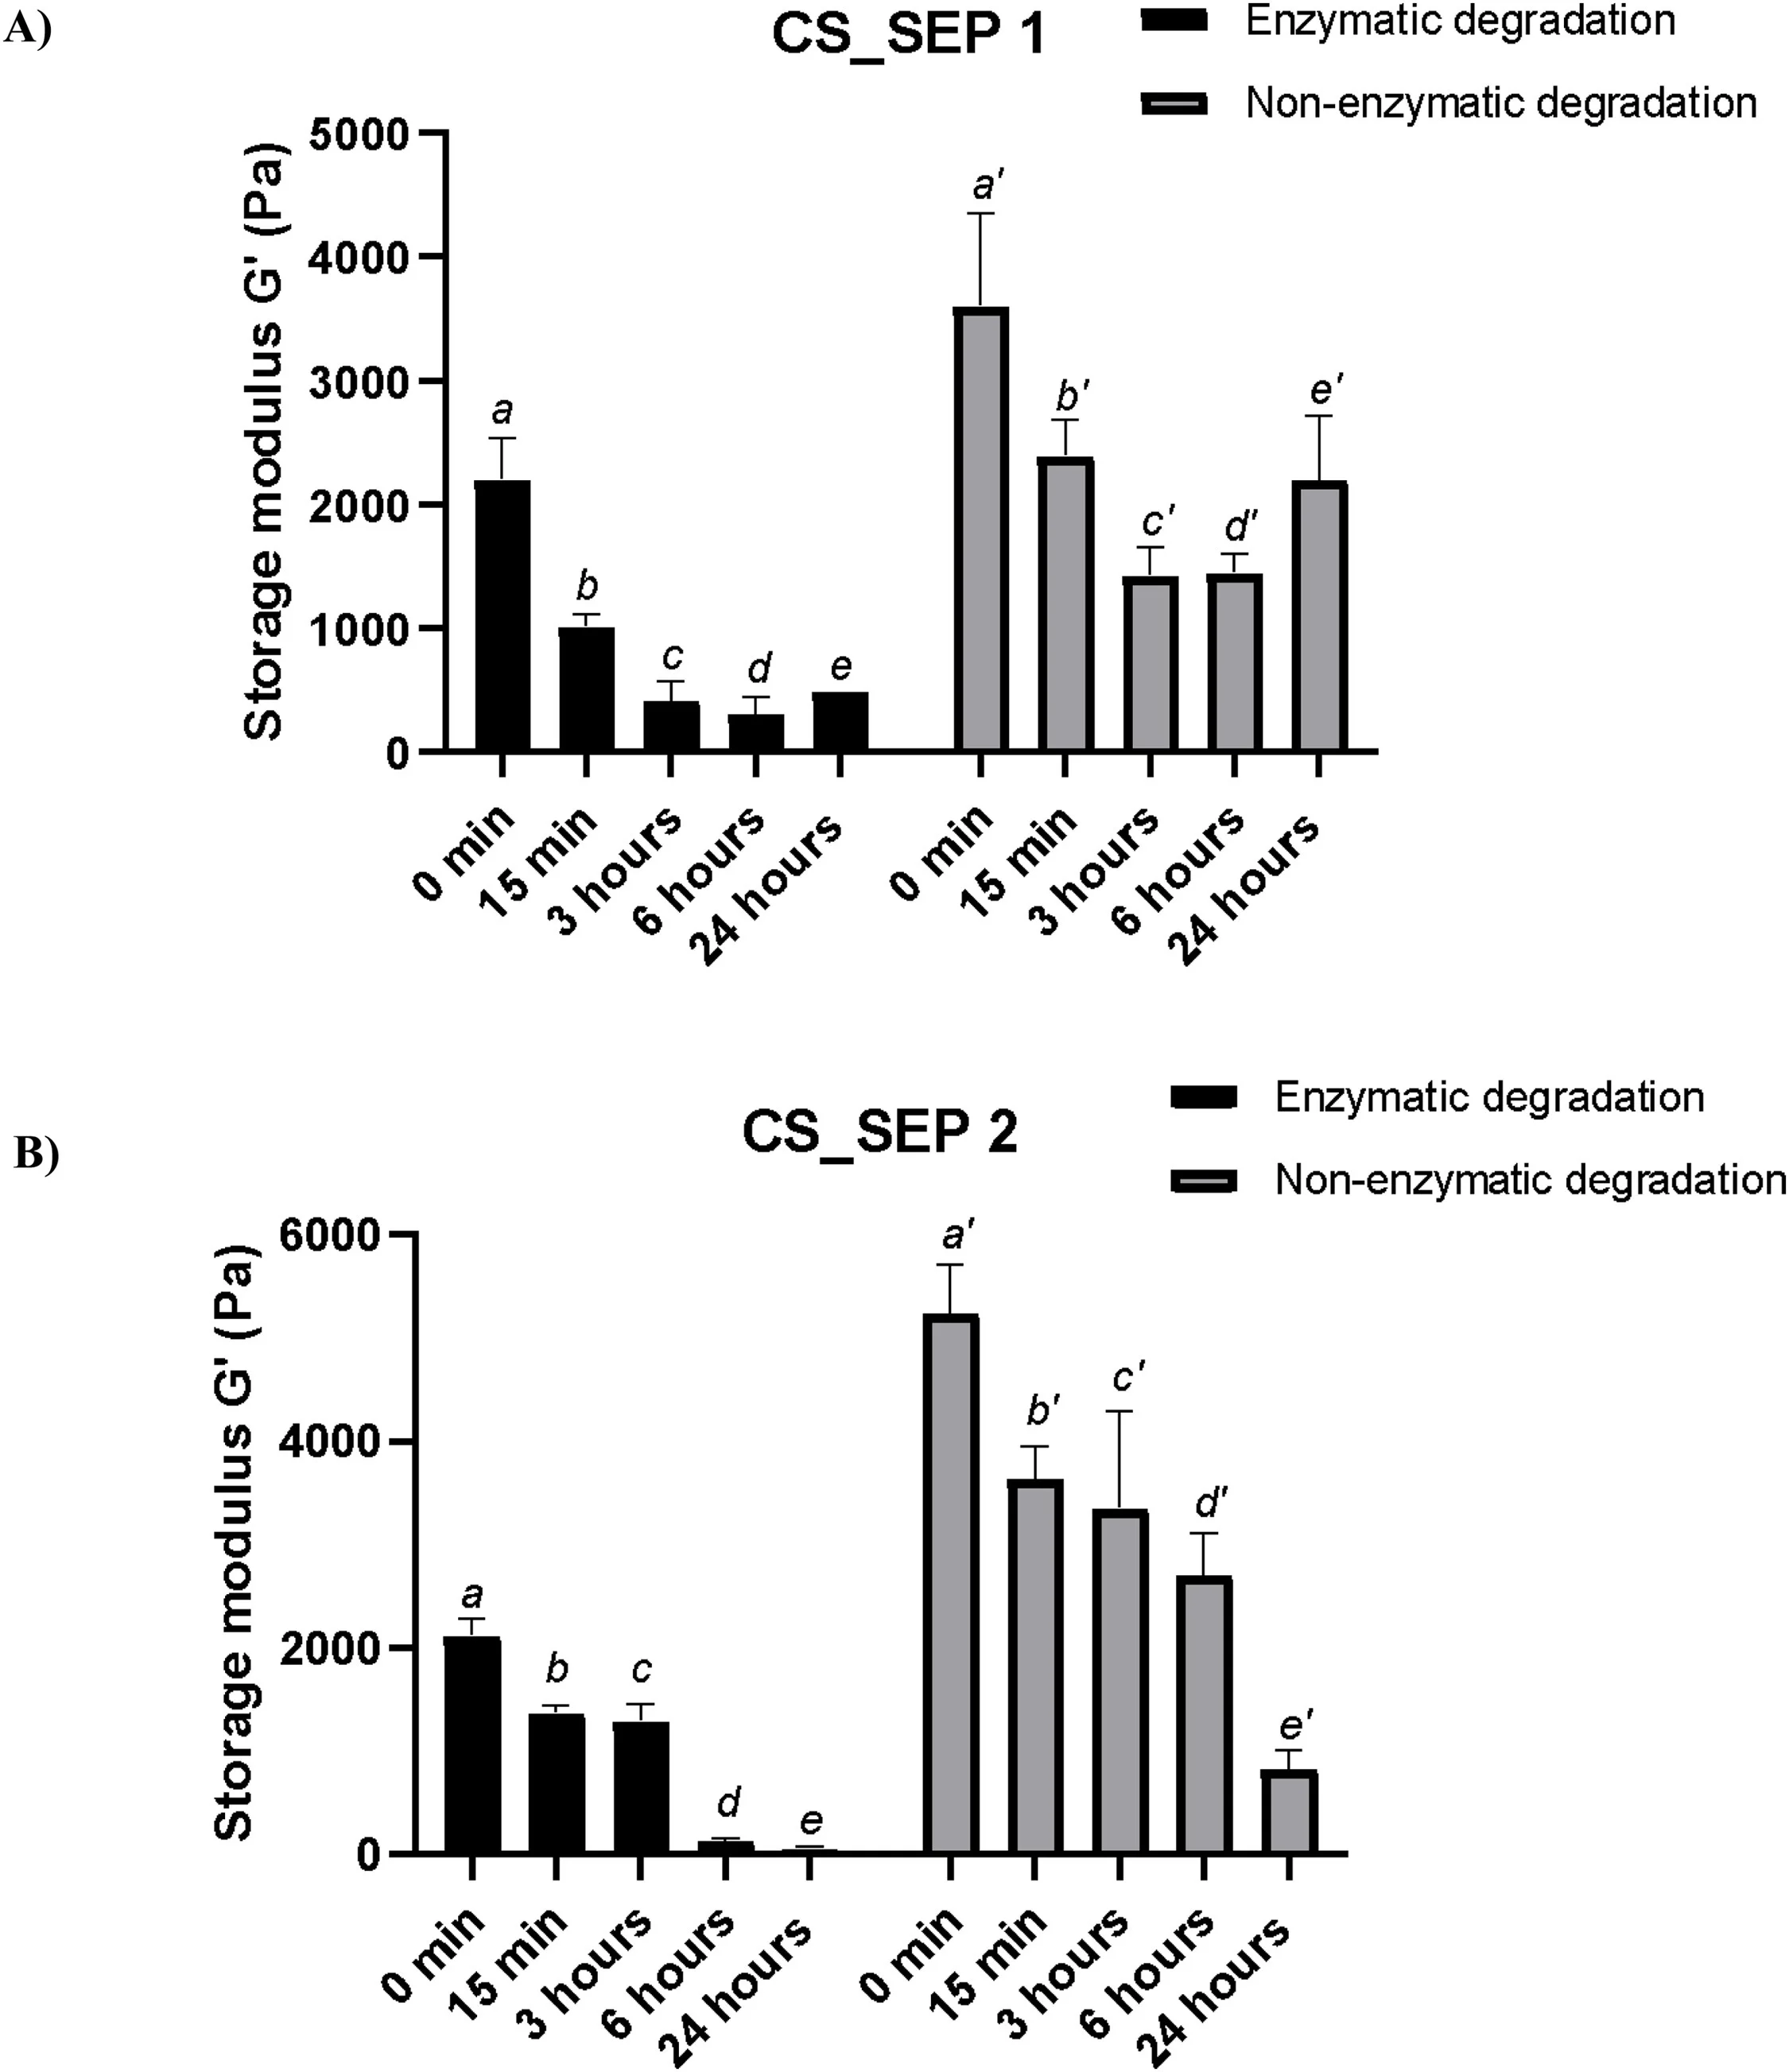 A)
CS_SEP 1
Enzymatic degradation
Non-enzymatic degradation
Storage modulus G' (Pa)
5000
4000
3000
2000
1000
0
a
b
c
d
e
a'
b'
c'
d'
e'
0 min
15 min
3 hours
6 hours
24 hours
0 min
15 min
3 hours
6 hours
24 hours
B)
CS_SEP 2
Enzymatic degradation
Non-enzymatic degradation
Storage modulus G' (Pa)
6000
4000
2000
0
a
b
c
d
e
a'
b'
c'
d'
e'
0 min
15 min
3 hours
6 hours
24 hours
0 min
15 min
3 hours
6 hours
24 hours